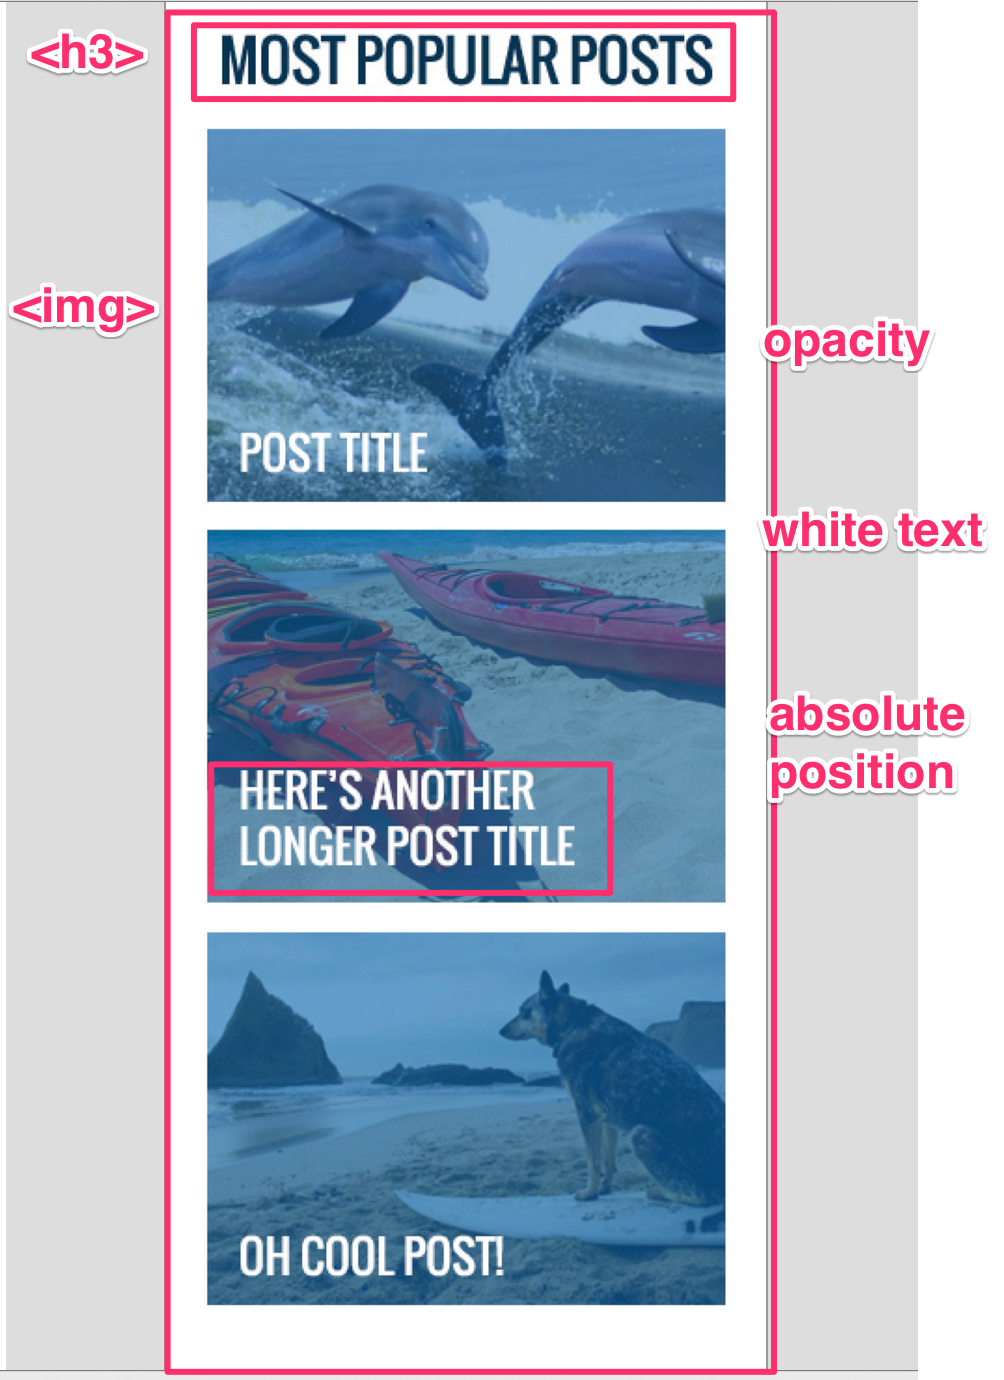 <h3>
MOST POPULAR POSTS
<img>
opacity
POST TITLE
white text
absolute
position
HERE'S ANOTHER
LONGER POST TITLE
OH COOL POST!